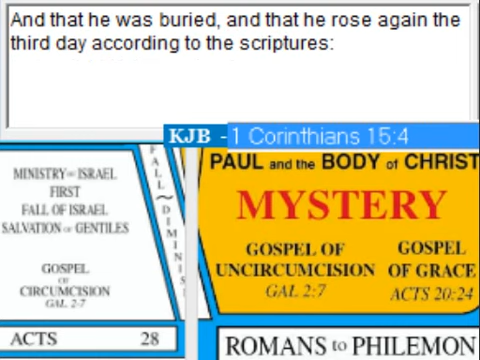 And that he was buried, and that he rose again the
third day according to the scriptures:
KJB - 1 Corinthians 15:4
MINISTRY to ISRAEL
FIRST
FALL OF ISRAEL
SALVATION OF GENTILES
GOSPEL
OF
CIRCUMCISION
GAL 2-7
ACTS 28
FALL ~ DIMINIS
PAUL and the BODY of CHRIST
MYSTERY
GOSPEL OF
UNCIRCUMCISION
GAL 2:7
GOSPEL
OF GRACE
ACTS 20:24
ROMANS to PHILEMON